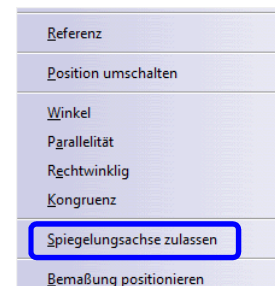 Referenz
Position umschalten
Winkel
Parallelität
Rechtwinklig
Kongruenz
Spiegelungsachse zulassen
Bemaßung positionieren